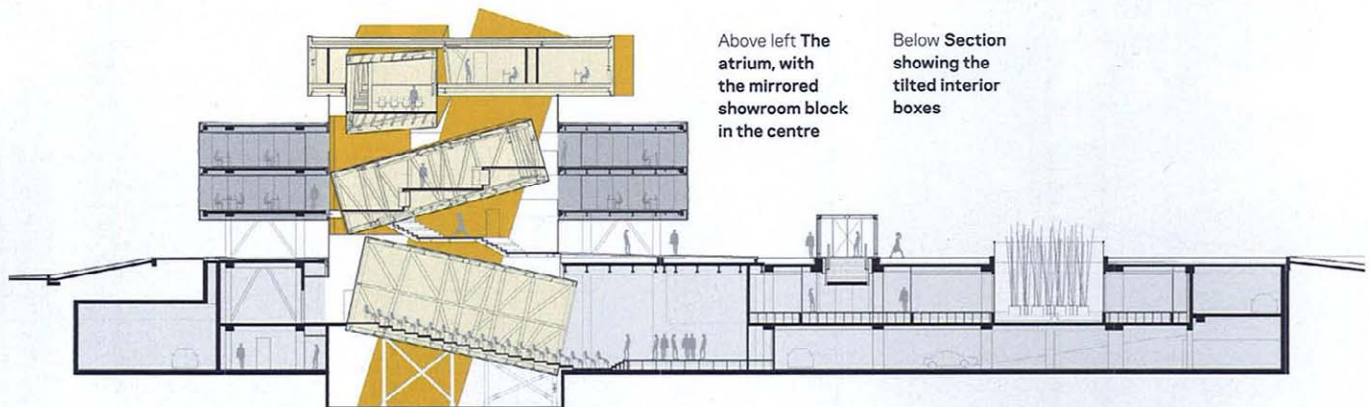 Above left The
atrium, with
the mirrored
showroom block
in the centre
Below Section
showing the
tilted interior
boxes